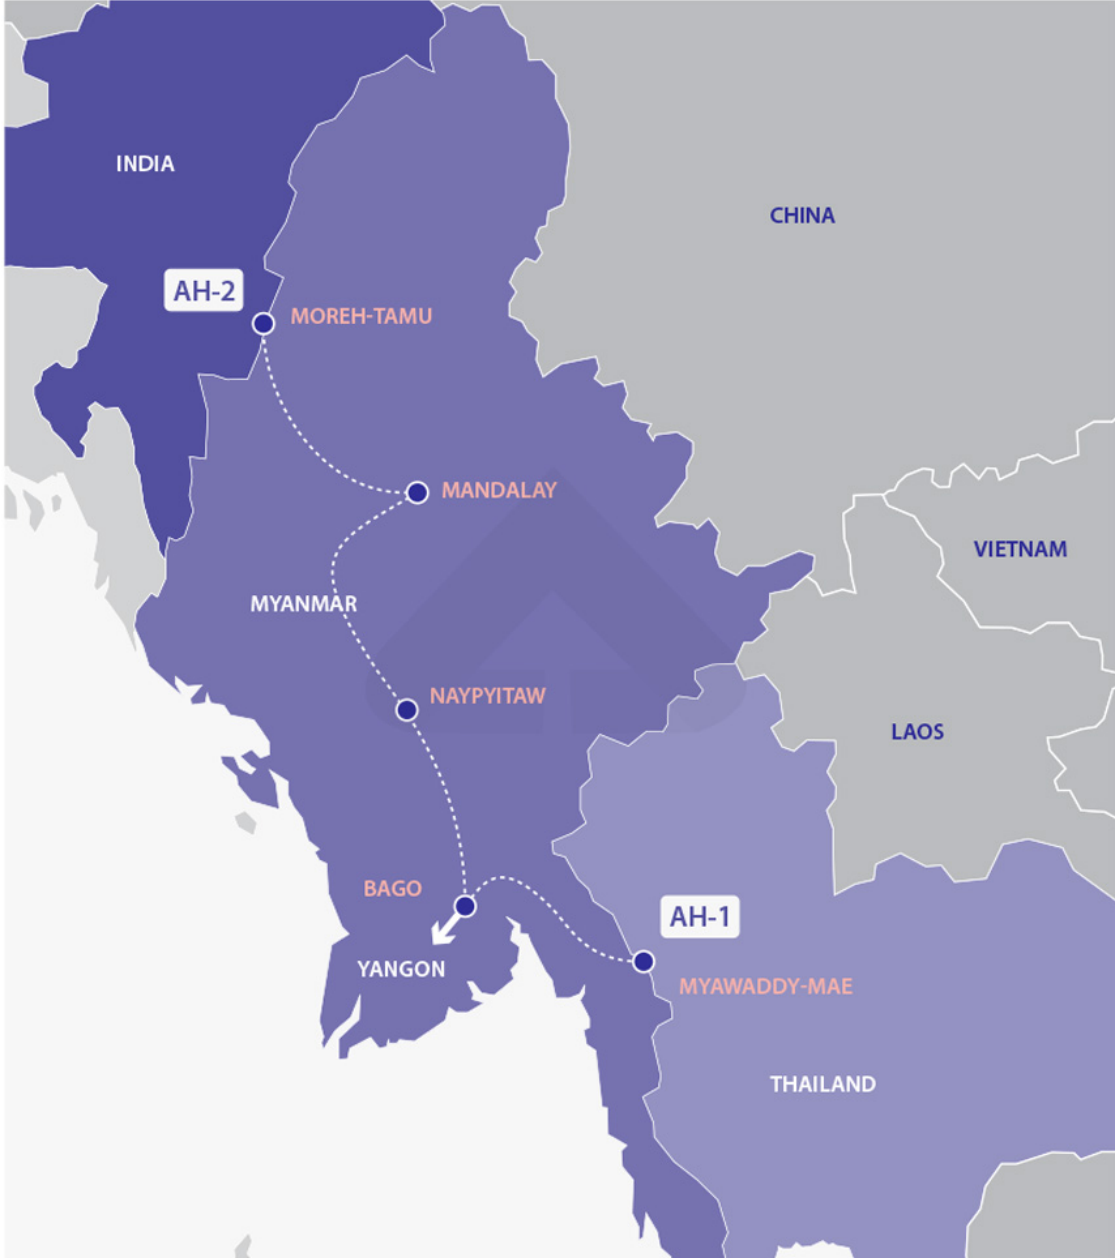 INDIA
CHINA
AH-2
MOREH-TAMU
MANDALAY
VIETNAM
MYANMAR
NAYPYITAW
LAOS
BAGO
AH-1
YANGON
MYAWADDY-MAE
THAILAND